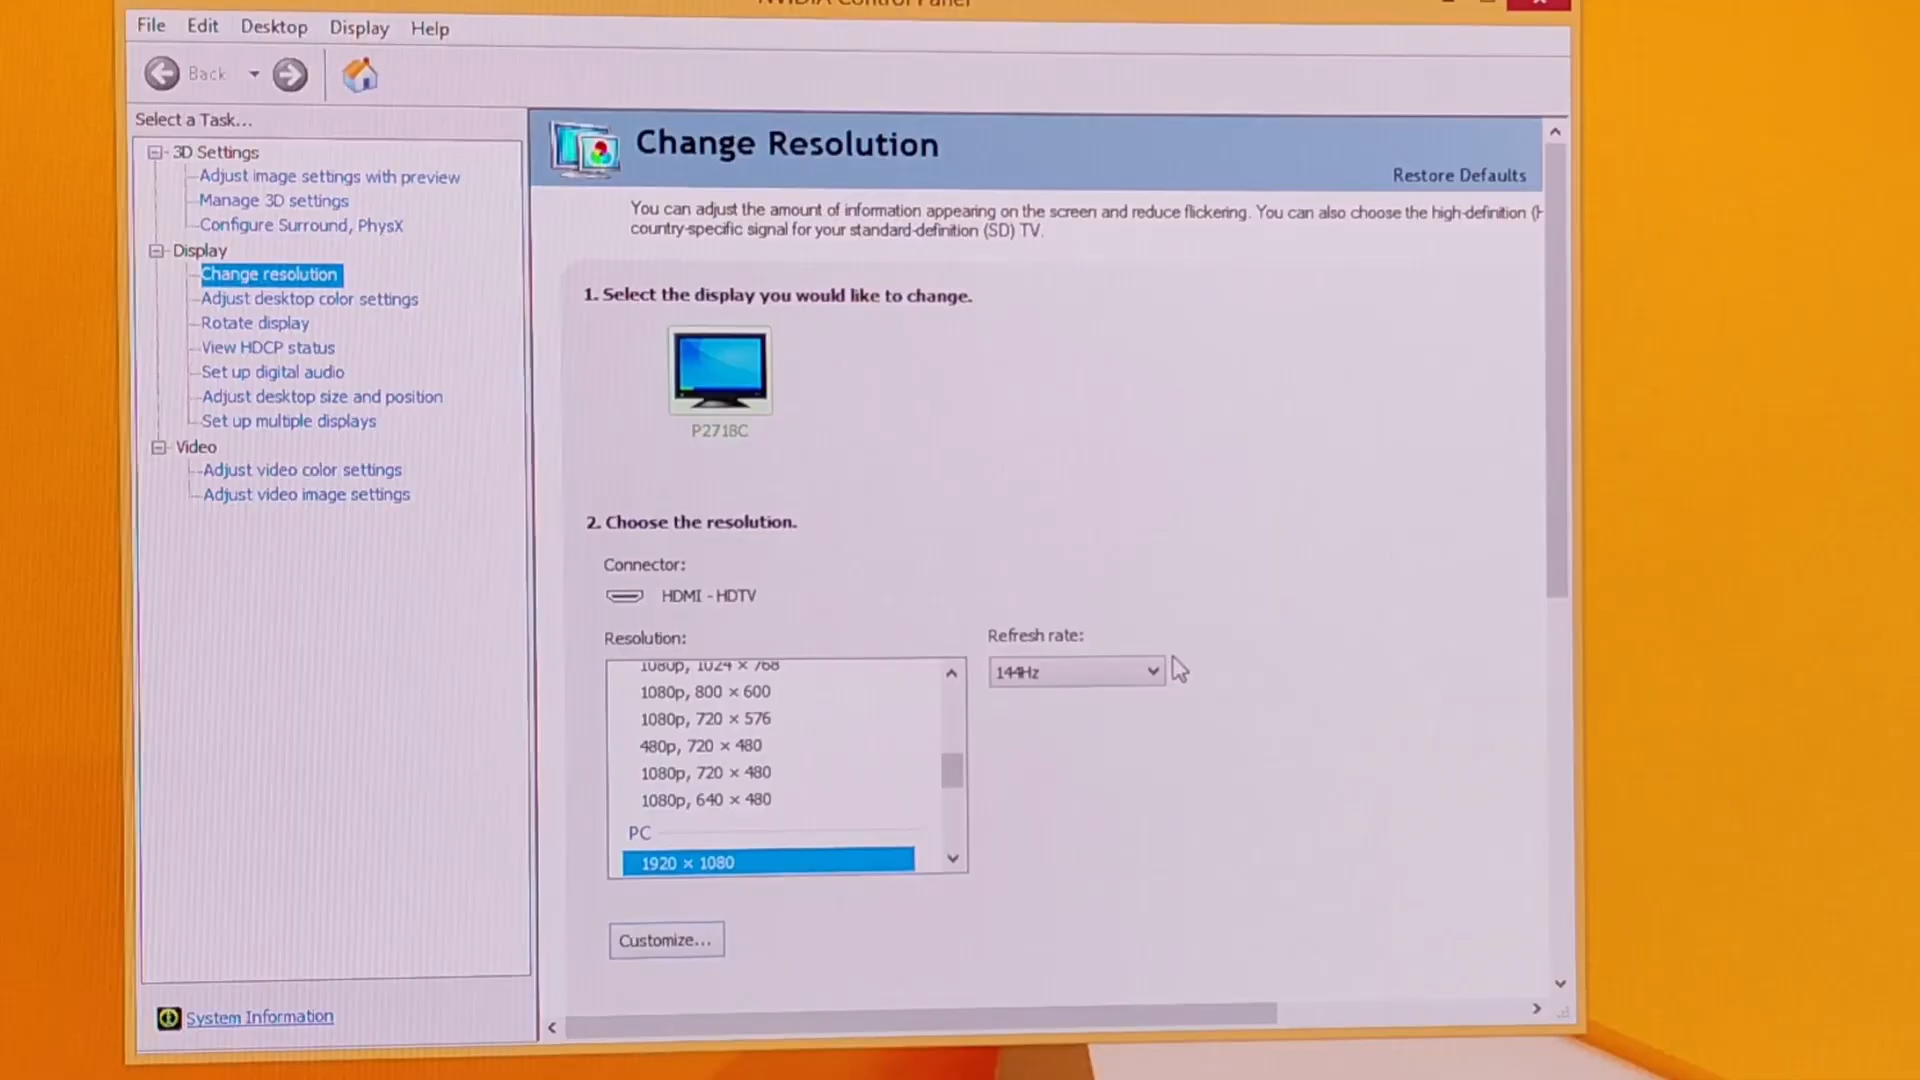 NVIDIA Control Panel
File Edit Desktop Display Help
Back
Select a Task...
3D Settings
Adjust image settings with preview
Manage 3D settings
Configure Surround, PhysX
Display
Change resolution
Adjust desktop color settings
Rotate display
View HDCP status
Set up digital audio
Adjust desktop size and position
Set up multiple displays
Video
Adjust video color settings
Adjust video image settings
System Information
Change Resolution
Restore Defaults
You can adjust the amount of information appearing on the screen and reduce flickering. You can also choose the high-definition (H
country-specific signal for your standard-definition (SD) TV.
1. Select the display you would like to change.
P2718C
2. Choose the resolution.
Connector:
HDMI - HDTV
Resolution:
Refresh rate:
144Hz
1080p, 1024 × 768
1080p, 800 × 600
1080p, 720 × 576
480p, 720 × 480
1080p, 720 × 480
1080p, 640 × 480
PC
1920 × 1080
Customize...